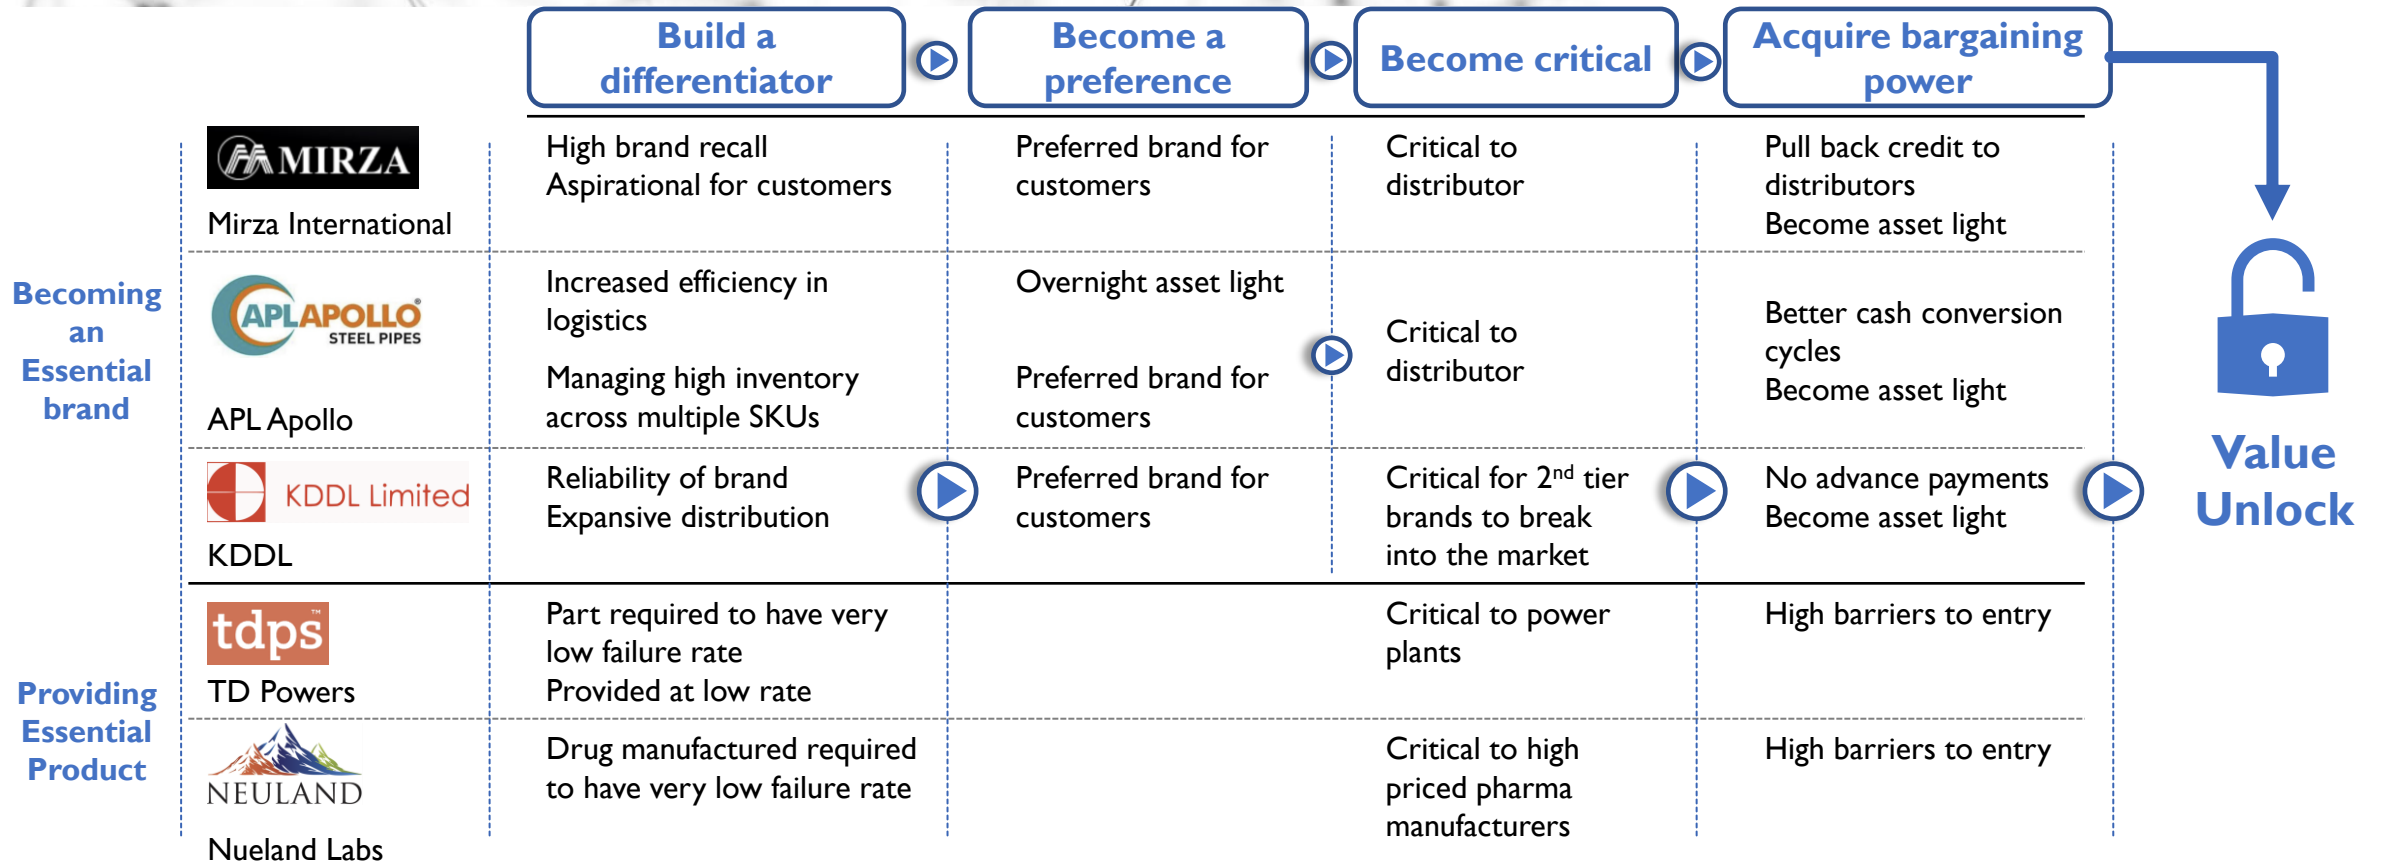 Build a
differentiator
Become a
preference
Become critical
Acquire bargaining
power
Becoming
an
Essential
brand
MIRZA
Mirza International
High brand recall
Aspirational for customers
Preferred brand for
customers
Critical to
distributor
Pull back credit to
distributors
Become asset light
APLAPOLLO®
STEEL PIPES
APL Apollo
Increased efficiency in
logistics
Managing high inventory
across multiple SKUs
Overnight asset light
Preferred brand for
customers
Critical to
distributor
Better cash conversion
cycles
Become asset light
KDDL Limited
KDDL
Reliability of brand
Expansive distribution
Preferred brand for
customers
Critical for 2nd tier
brands to break
into the market
No advance payments
Become asset light
Value
Unlock
Providing
Essential
Product
tdps™
TD Powers
Part required to have very
low failure rate
Provided at low rate
Critical to power
plants
High barriers to entry
NEULAND
Nueland Labs
Drug manufactured required
to have very low failure rate
Critical to high
priced pharma
manufacturers
High barriers to entry